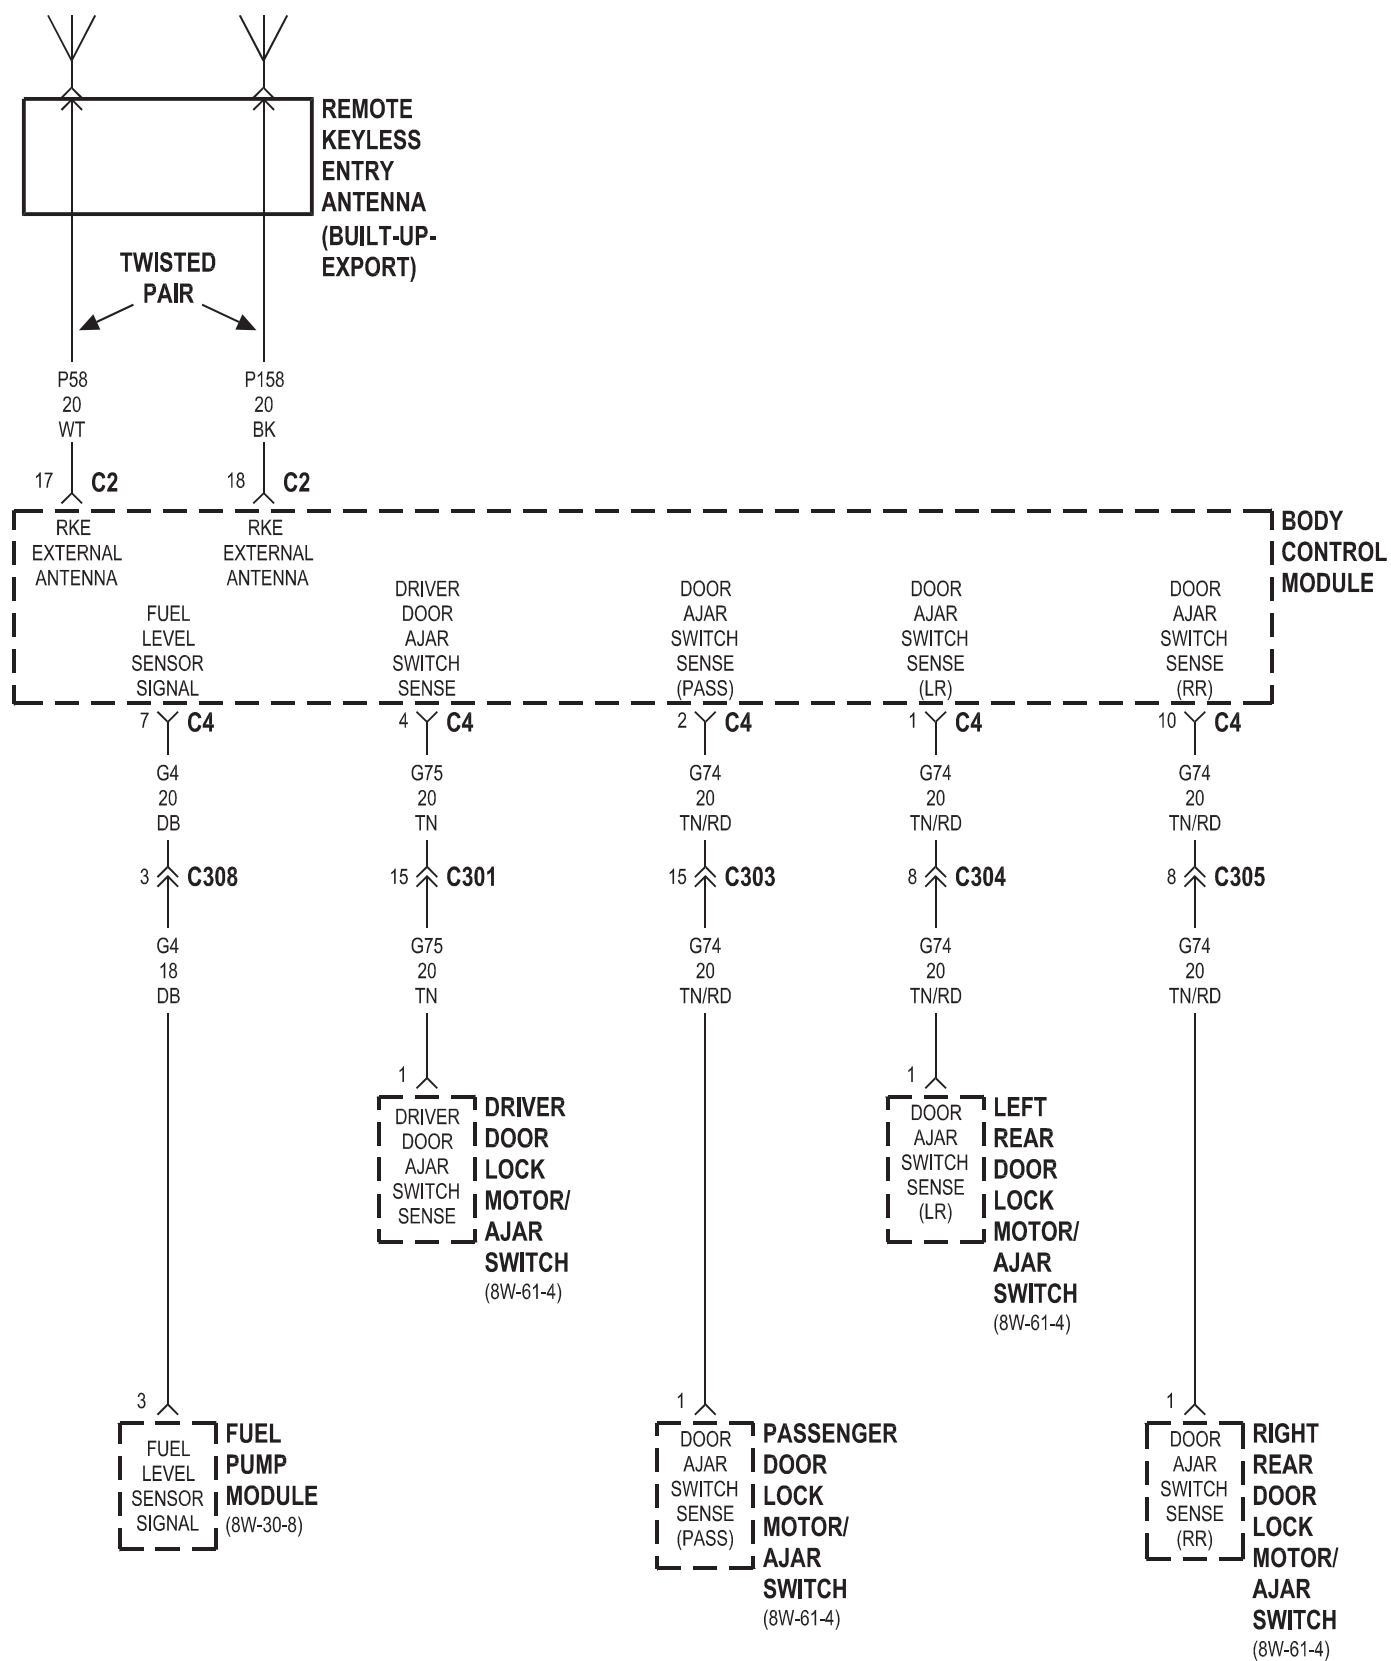 REMOTE
KEYLESS
ENTRY
ANTENNA
(BUILT-UP-
EXPORT)
TWISTED
PAIR
P58
20
WT
P158
20
BK
17 C2
18 C2
BODY
CONTROL
MODULE
RKE
EXTERNAL
ANTENNA
RKE
EXTERNAL
ANTENNA
FUEL
LEVEL
SENSOR
SIGNAL
DRIVER
DOOR
AJAR
SWITCH
SENSE
DOOR
AJAR
SWITCH
SENSE
(PASS)
DOOR
AJAR
SWITCH
SENSE
(LR)
DOOR
AJAR
SWITCH
SENSE
(RR)
7 C4
4 C4
2 C4
1 C4
10 C4
G4
20
DB
G75
20
TN
G74
20
TN/RD
G74
20
TN/RD
G74
20
TN/RD
3 C308
15 C301
15 C303
8 C304
8 C305
G4
18
DB
G75
20
TN
G74
20
TN/RD
G74
20
TN/RD
G74
20
TN/RD
1
DRIVER
DOOR
AJAR
SWITCH
SENSE
DRIVER
DOOR
LOCK
MOTOR/
AJAR
SWITCH
(8W-61-4)
1
DOOR
AJAR
SWITCH
SENSE
(LR)
LEFT
REAR
DOOR
LOCK
MOTOR/
AJAR
SWITCH
(8W-61-4)
3
FUEL
LEVEL
SENSOR
SIGNAL
FUEL
PUMP
MODULE
(8W-30-8)
1
DOOR
AJAR
SWITCH
SENSE
(PASS)
PASSENGER
DOOR
LOCK
MOTOR/
AJAR
SWITCH
(8W-61-4)
1
DOOR
AJAR
SWITCH
SENSE
(RR)
RIGHT
REAR
DOOR
LOCK
MOTOR/
AJAR
SWITCH
(8W-61-4)